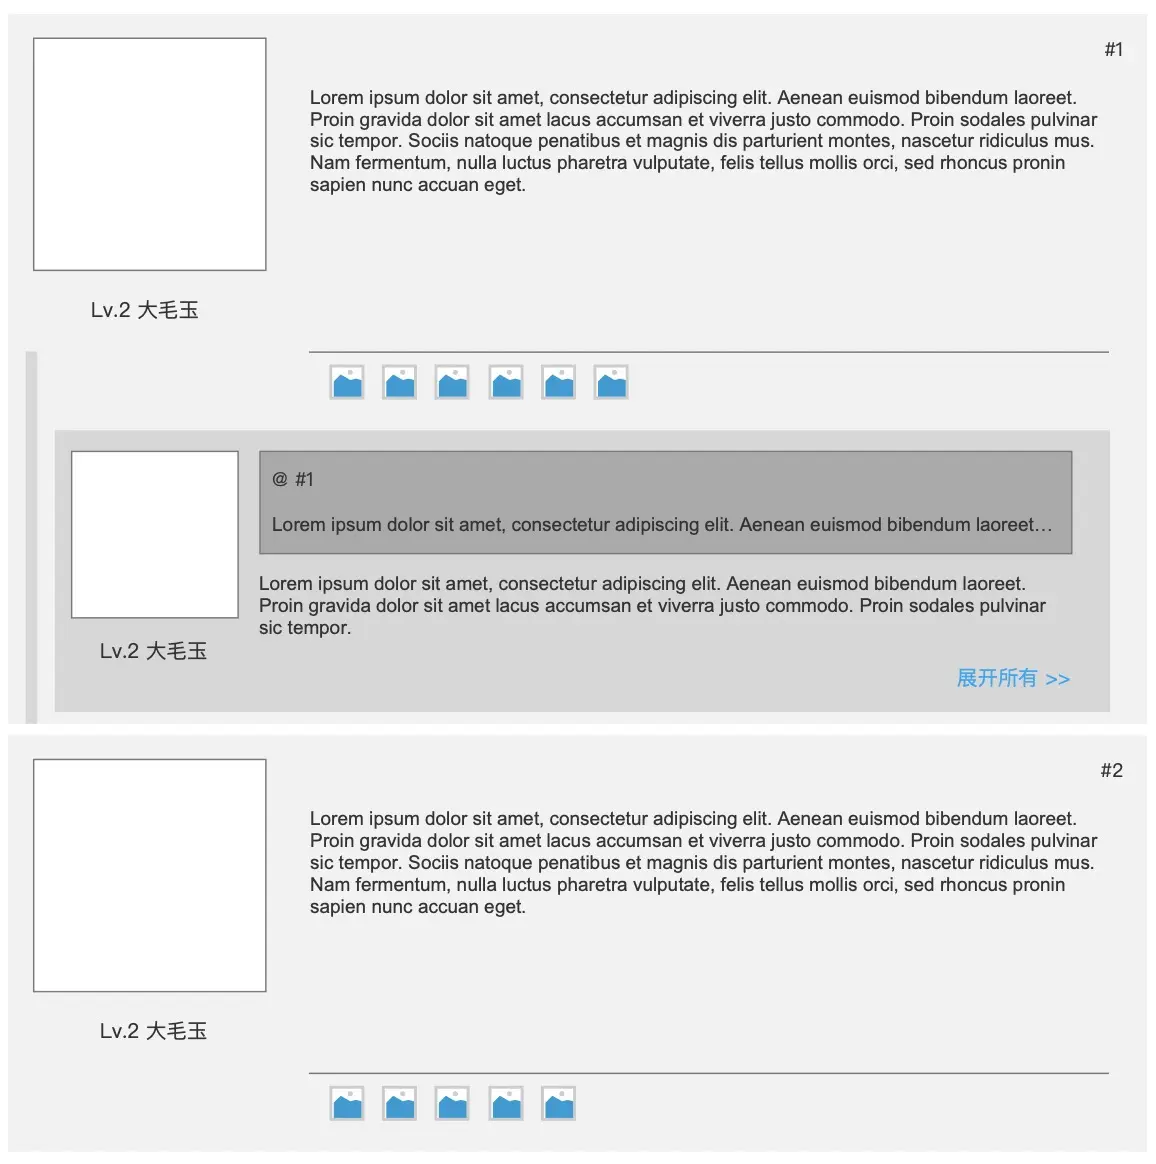 #1
Lorem ipsum dolor sit amet, consectetur adipiscing elit. Aenean euismod bibendum laoreet.
Proin gravida dolor sit amet lacus accumsan et viverra justo commodo. Proin sodales pulvinar
sic tempor. Sociis natoque penatibus et magnis dis parturient montes, nascetur ridiculus mus.
Nam fermentum, nulla luctus pharetra vulputate, felis tellus mollis orci, sed rhoncus pronin
sapien nunc accuan eget.
Lv.2 大毛玉
@ #1
Lorem ipsum dolor sit amet, consectetur adipiscing elit. Aenean euismod bibendum laoreet…
Lorem ipsum dolor sit amet, consectetur adipiscing elit. Aenean euismod bibendum laoreet.
Proin gravida dolor sit amet lacus accumsan et viverra justo commodo. Proin sodales pulvinar
sic tempor.
Lv.2 大毛玉
展开所有 >>
#2
Lorem ipsum dolor sit amet, consectetur adipiscing elit. Aenean euismod bibendum laoreet.
Proin gravida dolor sit amet lacus accumsan et viverra justo commodo. Proin sodales pulvinar
sic tempor. Sociis natoque penatibus et magnis dis parturient montes, nascetur ridiculus mus.
Nam fermentum, nulla luctus pharetra vulputate, felis tellus mollis orci, sed rhoncus pronin
sapien nunc accuan eget.
Lv.2 大毛玉